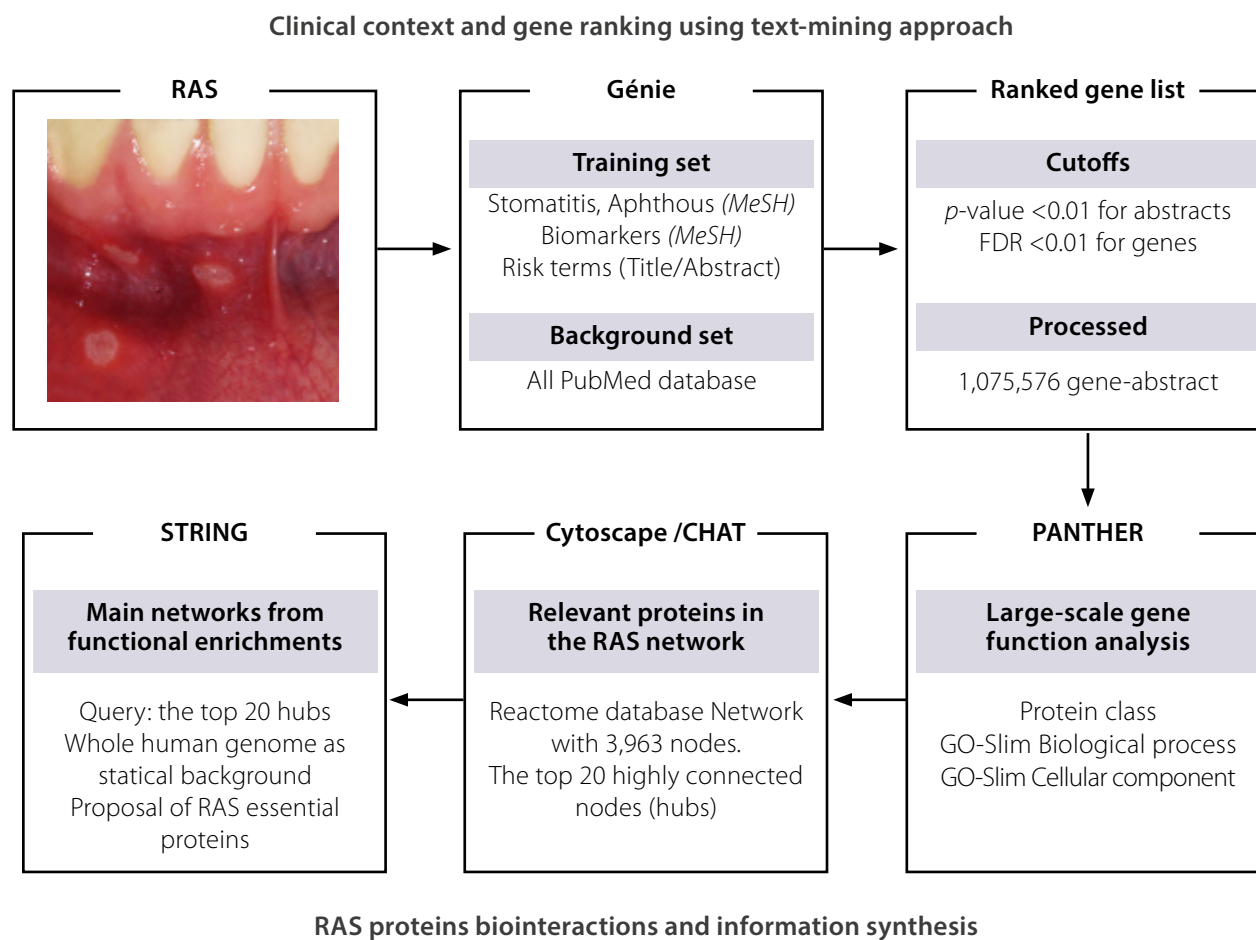 Clinical context and gene ranking using text-mining approach
RAS
Génie
Training set
Stomatitis, Aphthous (MeSH)
Biomarkers (MeSH)
Risk terms (Title/Abstract)
Background set
All PubMed database
Ranked gene list
Cutoffs
p-value <0.01 for abstracts
FDR <0.01 for genes
Processed
1,075,576 gene-abstract
STRING
Main networks from
functional enrichments
Query: the top 20 hubs
Whole human genome as
statical background
Proposal of RAS essential
proteins
Cytoscape /CHAT
Relevant proteins in
the RAS network
Reactome database Network
with 3,963 nodes.
The top 20 highly connected
nodes (hubs)
PANTHER
Large-scale gene
function analysis
Protein class
GO-Slim Biological process
GO-Slim Cellular component
RAS proteins biointeractions and information synthesis